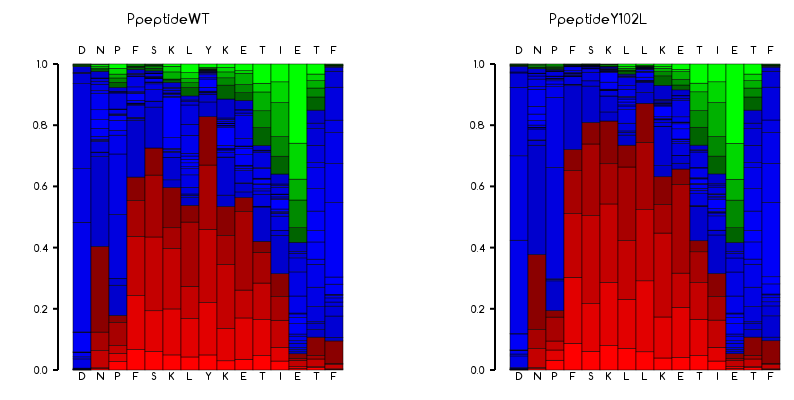 PpeptideWT
D N P F S K L Y K E T I E T F
1.0
0.8
0.6
0.4
0.2
0.0
D N P F S K L Y K E T I E T F
PpeptideY102L
D N P F S K L L K E T I E T F
1.0
0.8
0.6
0.4
0.2
0.0
D N P F S K L L K E T I E T F